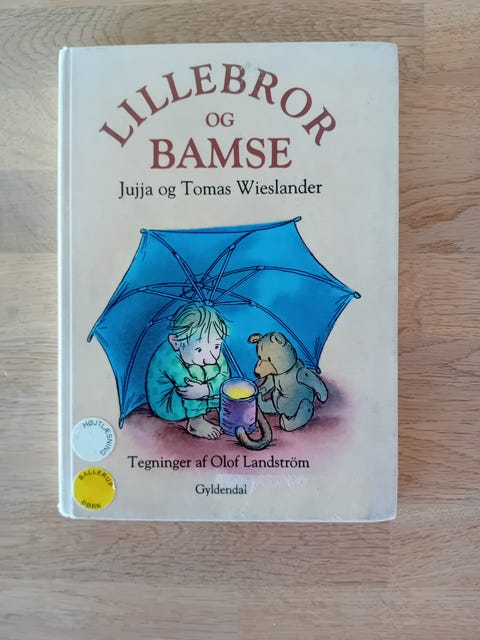 LILLEBROR
OG
BAMSE
Jujja og Tomas Wieslander
HØJTLÆSNING
BALLERUP
BØRN
Tegninger af Olof Landström
Gyldendal